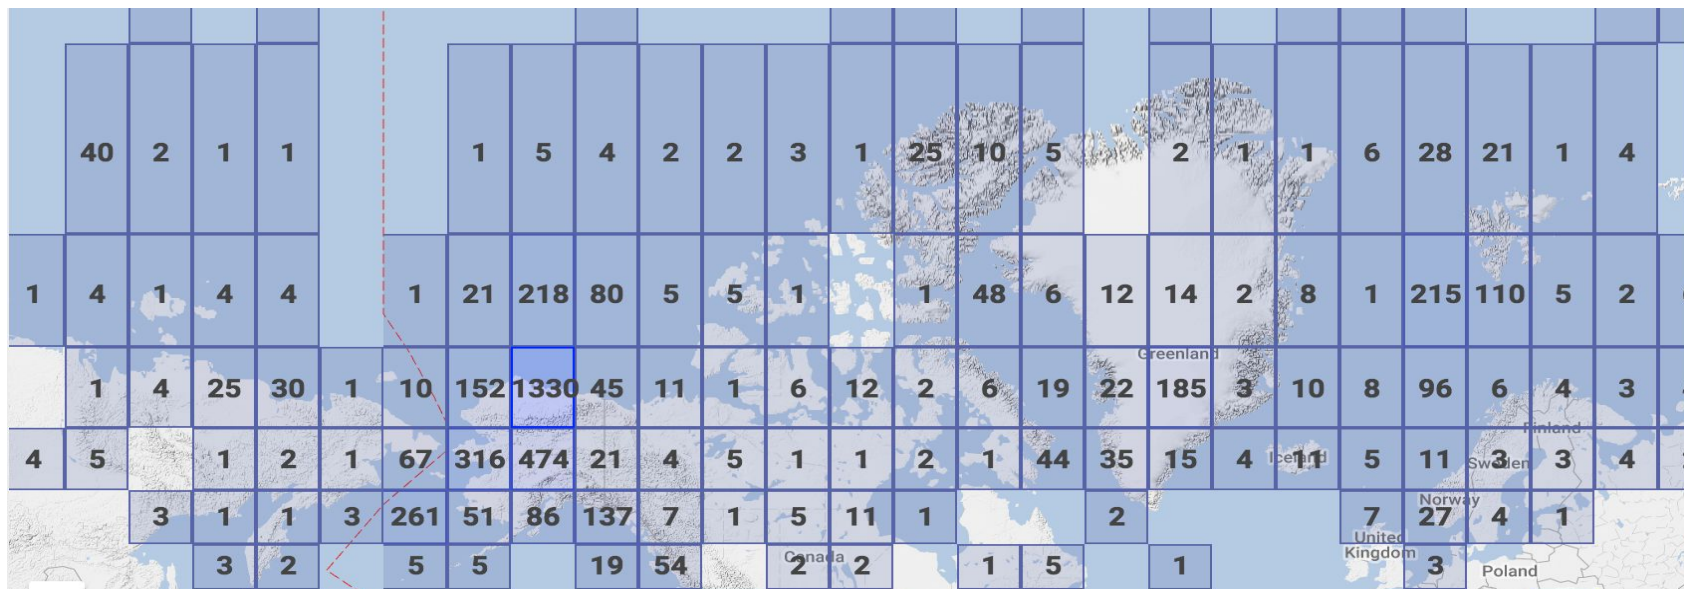 40 2 1 1 1 5 4 2 2 3 1 25 10 5 2 1 1 6 28 21 1 4
1 4 1 4 4 1 21 218 80 5 5 1 1 48 6 12 14 2 8 1 215 110 5 2
Greenland
1 4 25 30 1 10 152 1330 45 11 1 6 12 2 6 19 22 185 3 10 8 96 6 4 3
Finland
4 5 1 2 1 67 316 474 21 4 5 1 1 2 1 44 35 15 4 Iceland 11 5 11 Sweden 3 3 4
Norway
3 1 1 3 261 51 86 137 7 1 5 11 1 2 7 27 4 1
United
Kingdom
Canada
3 2 5 5 19 54 2 2 1 5 1 3 Poland